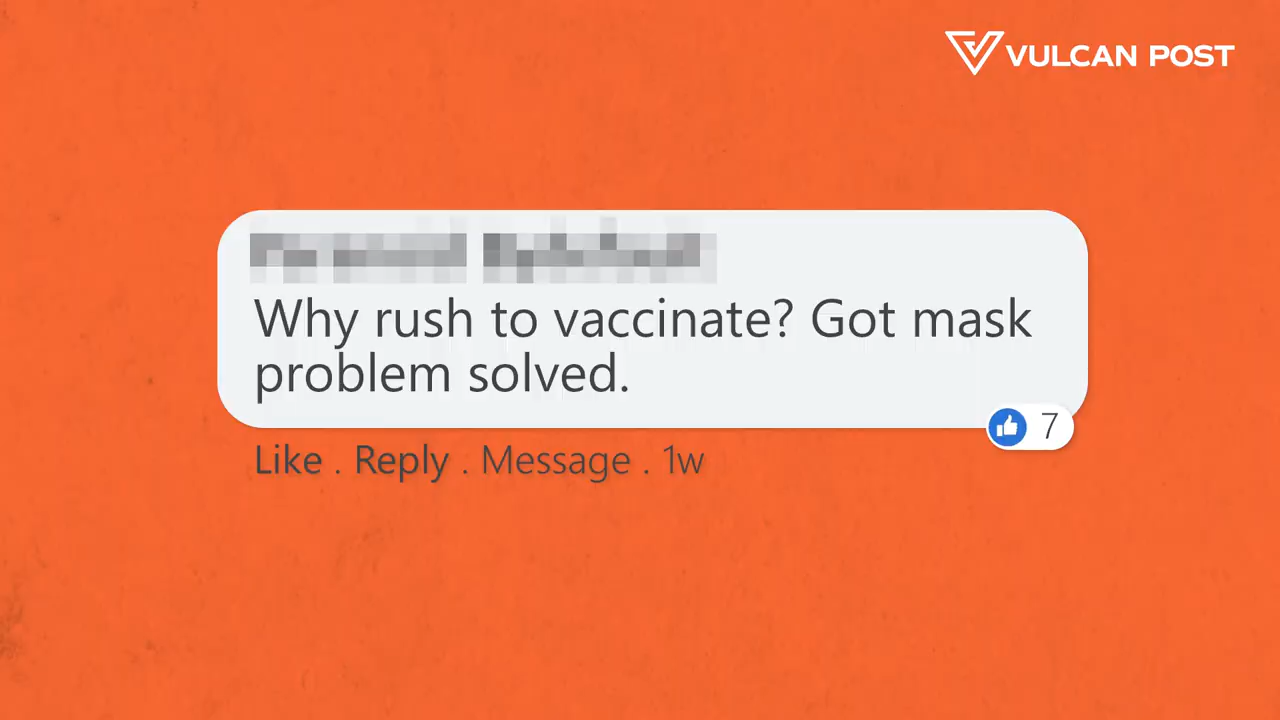 VULCAN POST
Why rush to vaccinate? Got mask
problem solved.
7
Like . Reply . Message . 1w